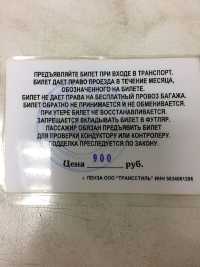 ПРЕДЪЯВЛЯЙТЕ БИЛЕТ ПРИ ВХОДЕ В ТРАНСПОРТ.
БИЛЕТ ДАЕТ ПРАВО ПРОЕЗДА В ТЕЧЕНИЕ МЕСЯЦА,
ОБОЗНАЧЕННОГО НА БИЛЕТЕ.
БИЛЕТ НЕ ДАЕТ ПРАВА НА БЕСПЛАТНЫЙ ПРОВОЗ БАГАЖА.
БИЛЕТ ОБРАТНО НЕ ПРИНИМАЕТСЯ И НЕ ОБМЕНИВАЕТСЯ.
ПРИ УТЕРЕ БИЛЕТ НЕ ВОССТАНАВЛИВАЕТСЯ.
ЗАПРЕЩАЕТСЯ ВКЛАДЫВАТЬ БИЛЕТ В ФУТЛЯР.
ПАССАЖИР ОБЯЗАН ПРЕДЪЯВИТЬ БИЛЕТ
ДЛЯ ПРОВЕРКИ КОНДУКТОРУ ИЛИ КОНТРОЛЕРУ.
ПОДДЕЛКА ПРЕСЛЕДУЕТСЯ ПО ЗАКОНУ.
Цена 900 руб.
г. ПЕНЗА ООО "ТРАНССТИЛЬ" ИНН 5834061296